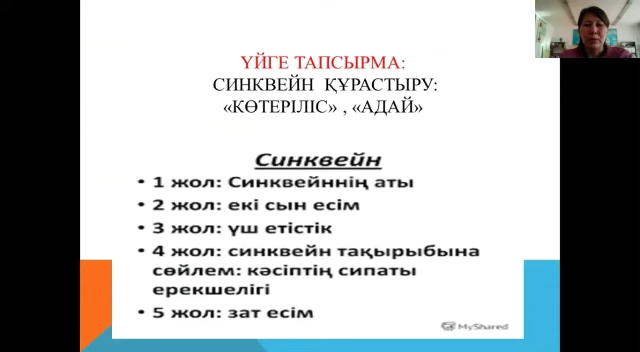 ҮЙГЕ ТАПСЫРМА:
СИНКВЕЙН ҚҰРАСТЫРУ:
«КӨТЕРІЛІС» , «АДАЙ»
Синквейн
• 1 жол: Синквейннің аты
• 2 жол: екі сын есім
• 3 жол: үш етістік
• 4 жол: синквейн тақырыбына
сөйлем: кәсіптің сипаты
ерекшелігі
• 5 жол: зат есім
MyShared